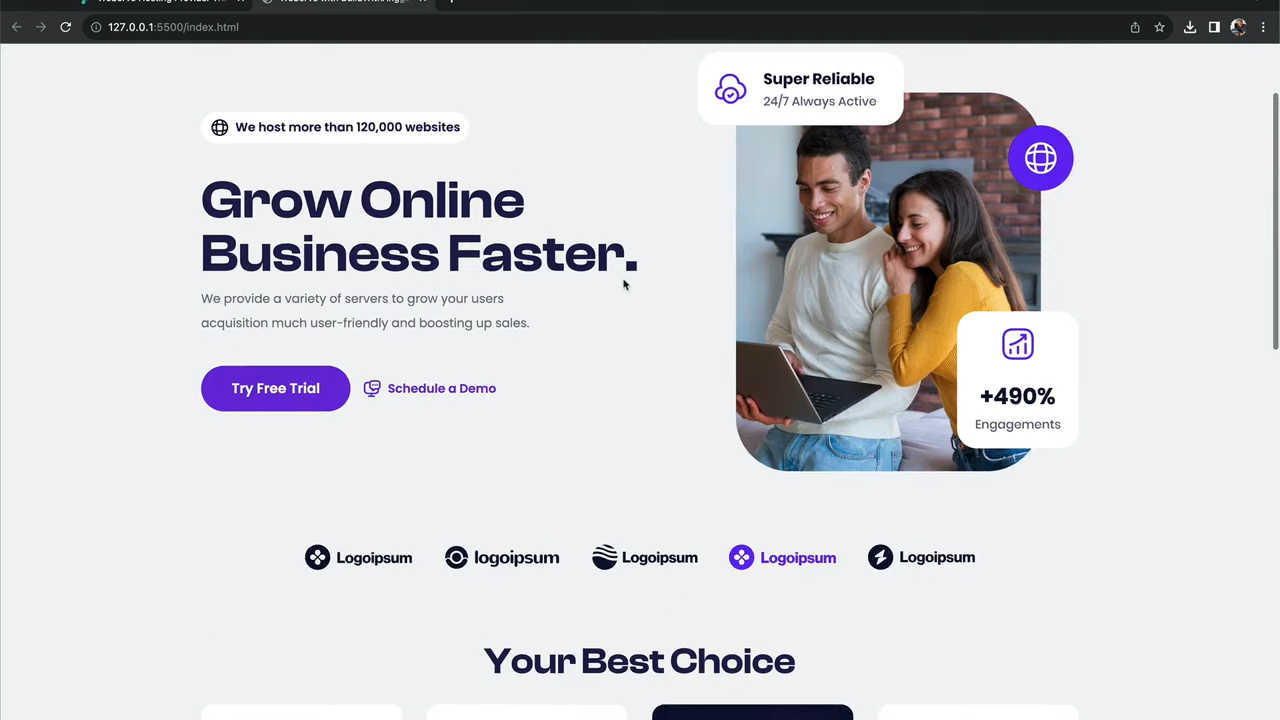 127.0.0.1:5500/index.html
Super Reliable
24/7 Always Active
We host more than 120,000 websites
Grow Online
Business Faster.
We provide a variety of servers to grow your users
acquisition much user-friendly and boosting up sales.
Try Free Trial
Schedule a Demo
+490%
Engagements
Logoipsum
logoipsum
Logoipsum
Logoipsum
Logoipsum
Your Best Choice